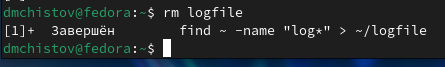 dmchistov@fedora:~$ rm logfile
[1]+  Завершён        find ~ -name "log*" > ~/logfile
dmchistov@fedora:~$